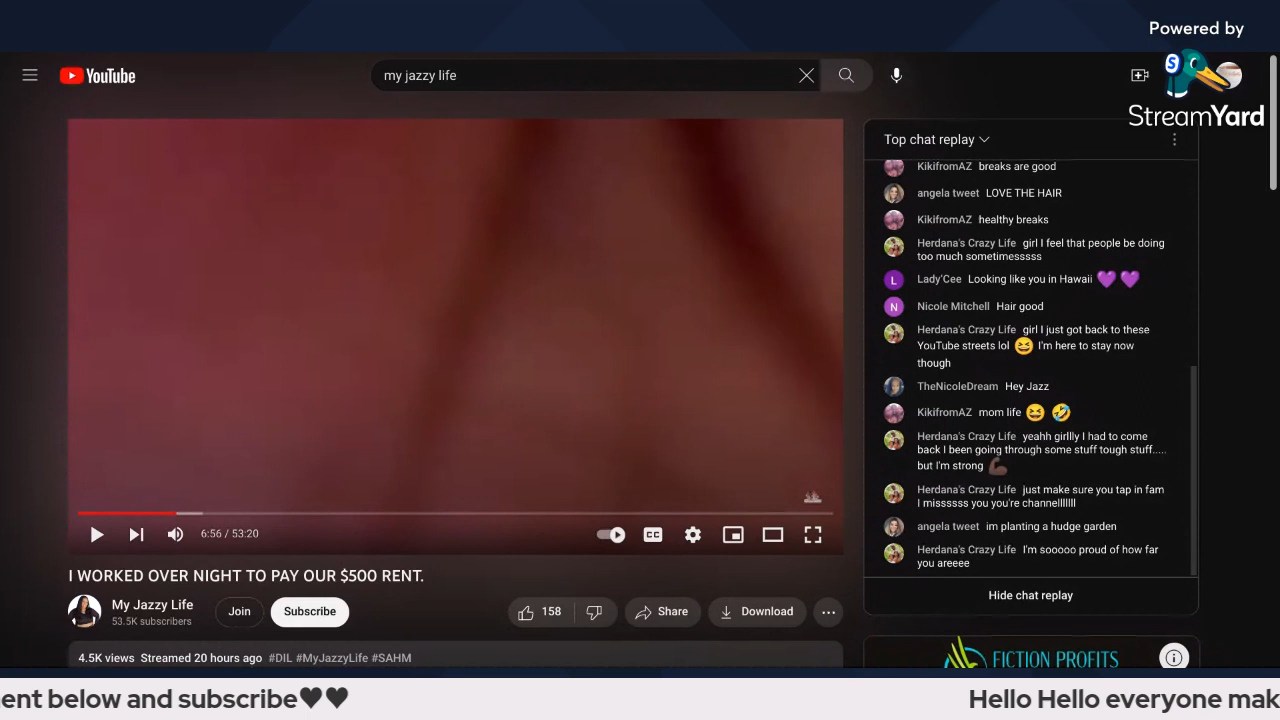 Powered by
StreamYard
YouTube
my jazzy life
Top chat replay
KikifromAZ breaks are good
angela tweet LOVE THE HAIR
KikifromAZ healthy breaks
Herdana's Crazy Life girl I feel that people be doing
too much sometimesssss
L
Lady'Cee Looking like you in Hawaii 💜 💜
N
Nicole Mitchell Hair good
Herdana's Crazy Life girl I just got back to these
YouTube streets lol 😆 I'm here to stay now
though
TheNicoleDream Hey Jazz
KikifromAZ mom life 😆 🤣
Herdana's Crazy Life yeahh girllly I had to come
back I been going through some stuff tough stuff.....
but I'm strong 💪🏿
Herdana's Crazy Life just make sure you tap in fam
I missssss you you're channelllllll
angela tweet im planting a hudge garden
Herdana's Crazy Life I'm sooooo proud of how far
you areeee
Hide chat replay
6:56 / 53:20
CC
I WORKED OVER NIGHT TO PAY OUR $500 RENT.
My Jazzy Life
53.5K subscribers
Join
Subscribe
158
Share
Download
4.5K views Streamed 20 hours ago #DIL #MyJazzyLife #SAHM
FICTION PROFITS
ent below and subscribe♥♥
Hello Hello everyone mak